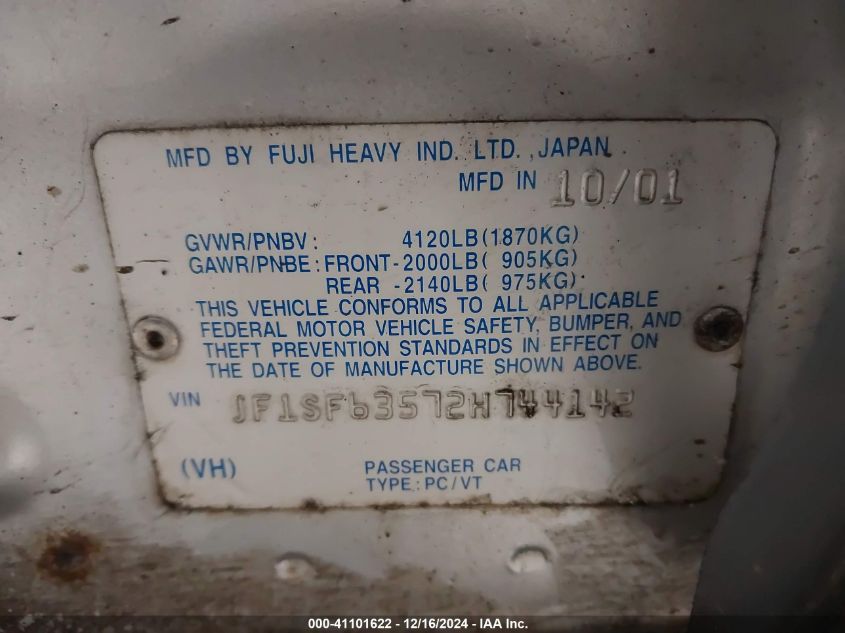 MFD BY FUJI HEAVY IND. LTD., JAPAN
MFD IN 10/01
GVWR/PNBV: 4120LB(1870KG)
GAWR/PNBE: FRONT-2000LB( 905KG)
REAR -2140LB( 975KG)
THIS VEHICLE CONFORMS TO ALL APPLICABLE
FEDERAL MOTOR VEHICLE SAFETY, BUMPER, AND
THEFT PREVENTION STANDARDS IN EFFECT ON
THE DATE OF MANUFACTURE SHOWN ABOVE.
VIN JF1SF63572H744142
(VH) PASSENGER CAR
TYPE: PC/VT
000-41101622 - 12/16/2024 - IAA Inc.